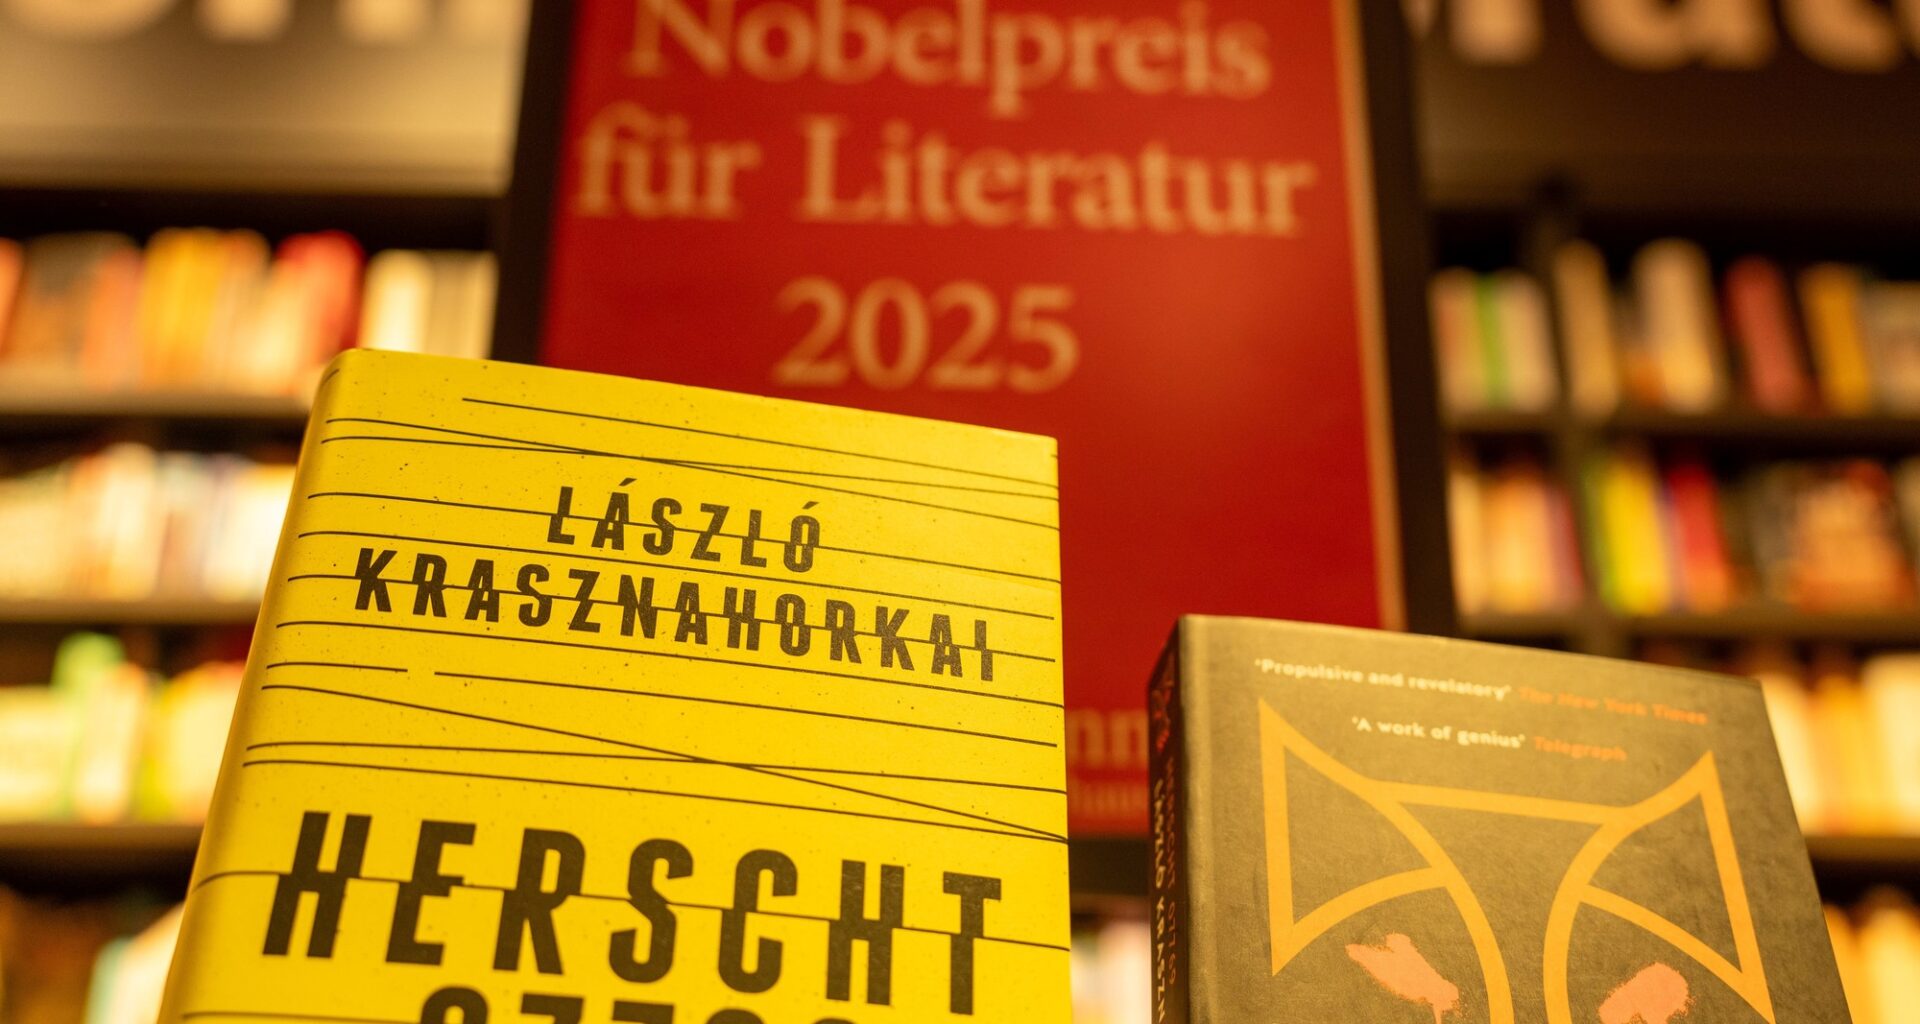 Nobelpreis
für Literatur
2025
LÁSZLÓ
KRASZNAHORKAI
HERSCHT
'Propulsive and revelatory' The New York Times
'A work of genius' Telegraph